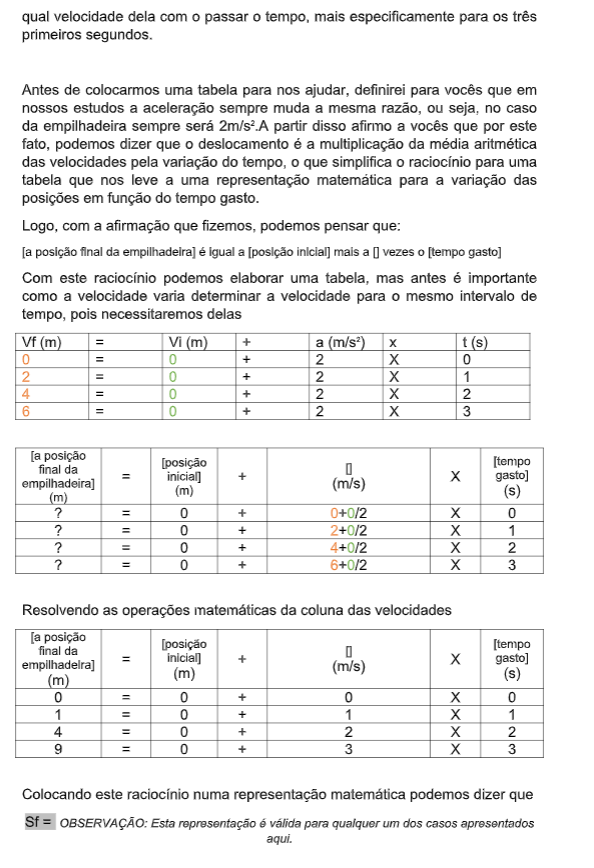 qual velocidade dela com o passar o tempo, mais especificamente para os três
primeiros segundos.
Antes de colocarmos uma tabela para nos ajudar, definirei para vocês que em
nossos estudos a aceleração sempre muda a mesma razão, ou seja, no caso
da empilhadeira sempre será 2m/s².A partir disso afirmo a vocês que por este
fato, podemos dizer que o deslocamento é a multiplicação da média aritmética
das velocidades pela variação do tempo, o que simplifica o raciocínio para uma
tabela que nos leve a uma representação matemática para a variação das
posições em função do tempo gasto.
Logo, com a afirmação que fizemos, podemos pensar que:
[a posição final da empilhadeira] é igual a [posição inicial] mais a [] vezes o [tempo gasto]
Com este raciocínio podemos elaborar uma tabela, mas antes é importante
como a velocidade varia determinar a velocidade para o mesmo intervalo de
tempo, pois necessitaremos delas
Vf (m) = Vi (m) + a (m/s²) x t (s)
0 = 0 + 2 X 0
2 = 0 + 2 X 1
4 = 0 + 2 X 2
6 = 0 + 2 X 3
[a posição
final da
empilhadeira]
(m)
=
[posição
inicial]
(m)
+
[]
(m/s)
X
[tempo
gasto]
(s)
? = 0 + 0+0/2 X 0
? = 0 + 2+0/2 X 1
? = 0 + 4+0/2 X 2
? = 0 + 6+0/2 X 3
Resolvendo as operações matemáticas da coluna das velocidades
[a posição
final da
empilhadeira]
(m)
=
[posição
inicial]
(m)
+
[]
(m/s)
X
[tempo
gasto]
(s)
0 = 0 + 0 X 0
1 = 0 + 1 X 1
4 = 0 + 2 X 2
9 = 0 + 3 X 3
Colocando este raciocínio numa representação matemática podemos dizer que
Sf = OBSERVAÇÃO: Esta representação é válida para qualquer um dos casos apresentados
aqui.